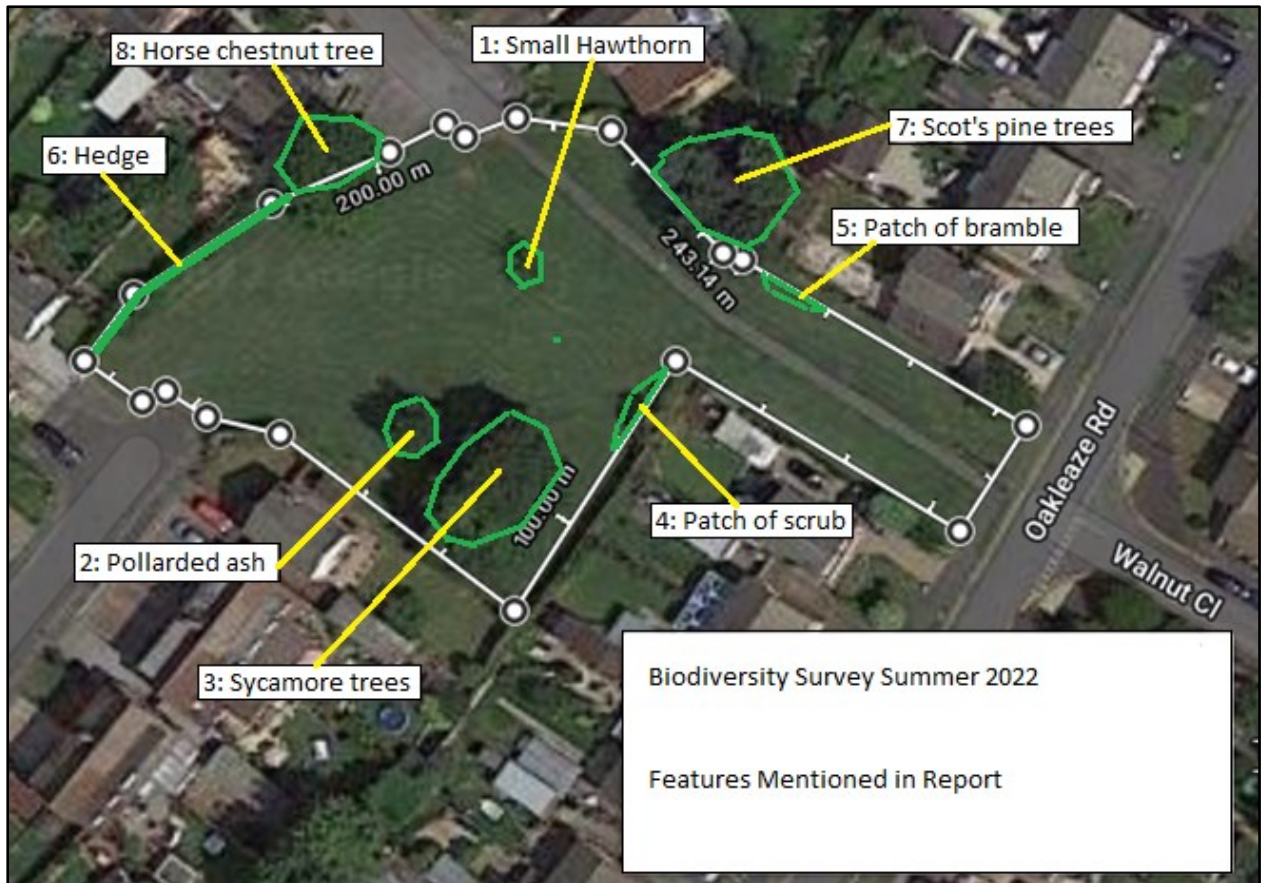 8: Horse chestnut tree
1: Small Hawthorn
7: Scot's pine trees
6: Hedge
200.00 m
5: Patch of bramble
243.14 m
100.00 m
4: Patch of scrub
Oakleaze Rd
Walnut Cl
2: Pollarded ash
3: Sycamore trees
Biodiversity Survey Summer 2022
Features Mentioned in Report